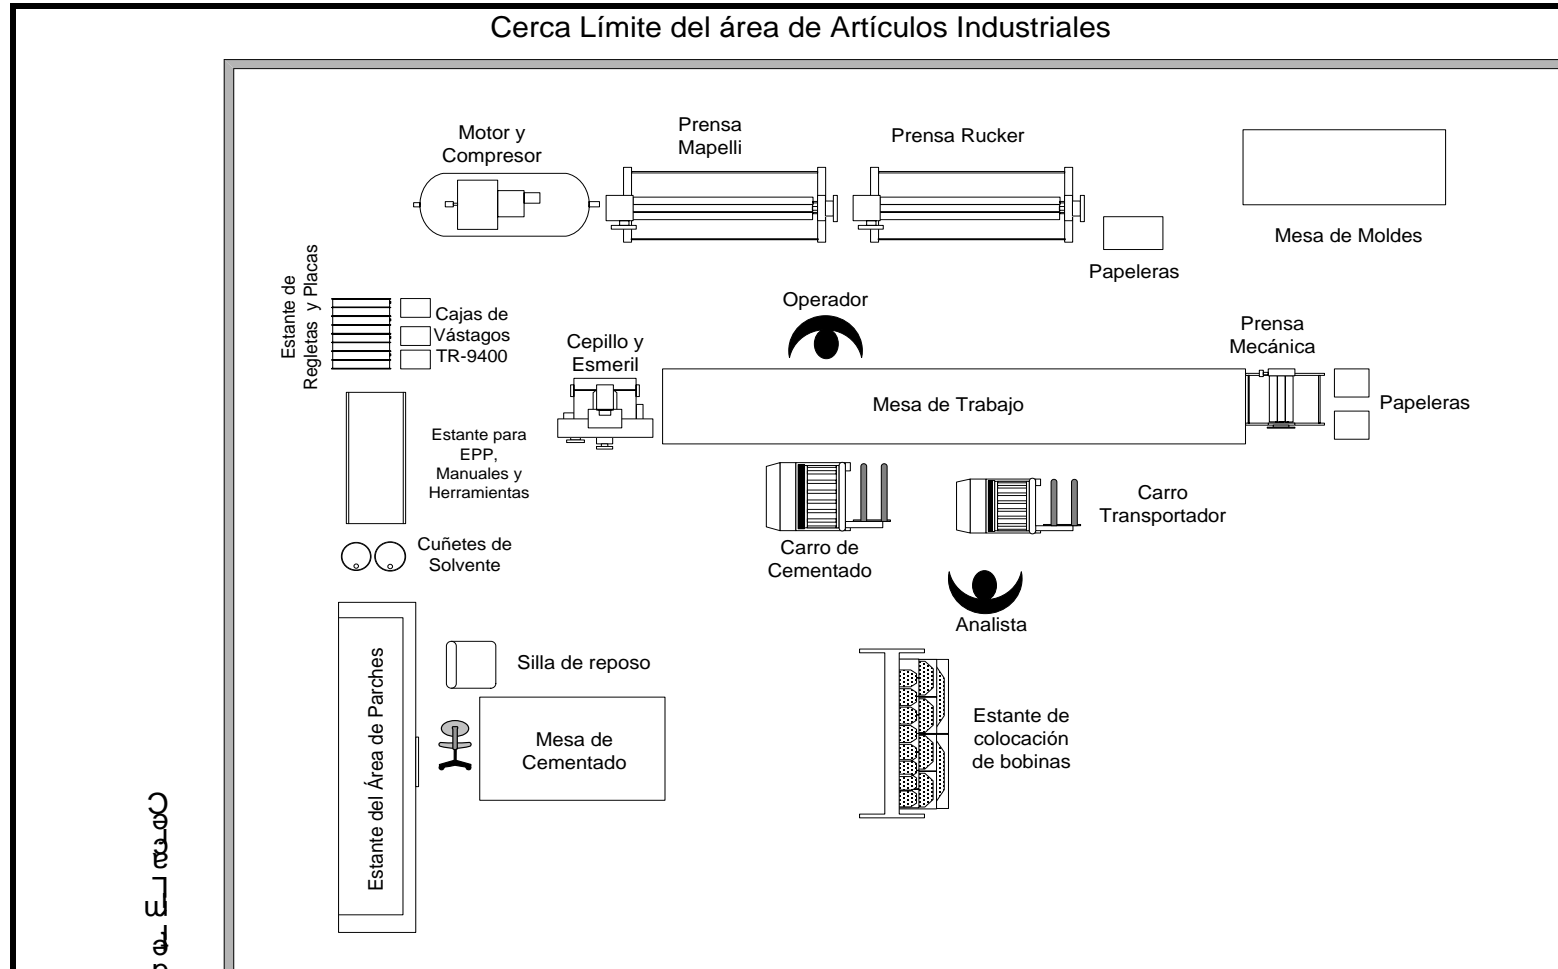 Cerca Límite del área de Artículos Industriales
Motor y
Compresor
Prensa
Mapelli
Prensa Rucker
Mesa de Moldes
Papeleras
Estante de
Regletas y Placas
Cajas de
Vástagos
TR-9400
Operador
Cepillo y
Esmeril
Mesa de Trabajo
Prensa
Mecánica
Papeleras
Estante para
EPP,
Manuales y
Herramientas
Carro
Transportador
Cuñetes de
Solvente
Carro de
Cementado
Analista
Silla de reposo
Estante del Área de Parches
Mesa de
Cementado
Estante de
colocación
de bobinas